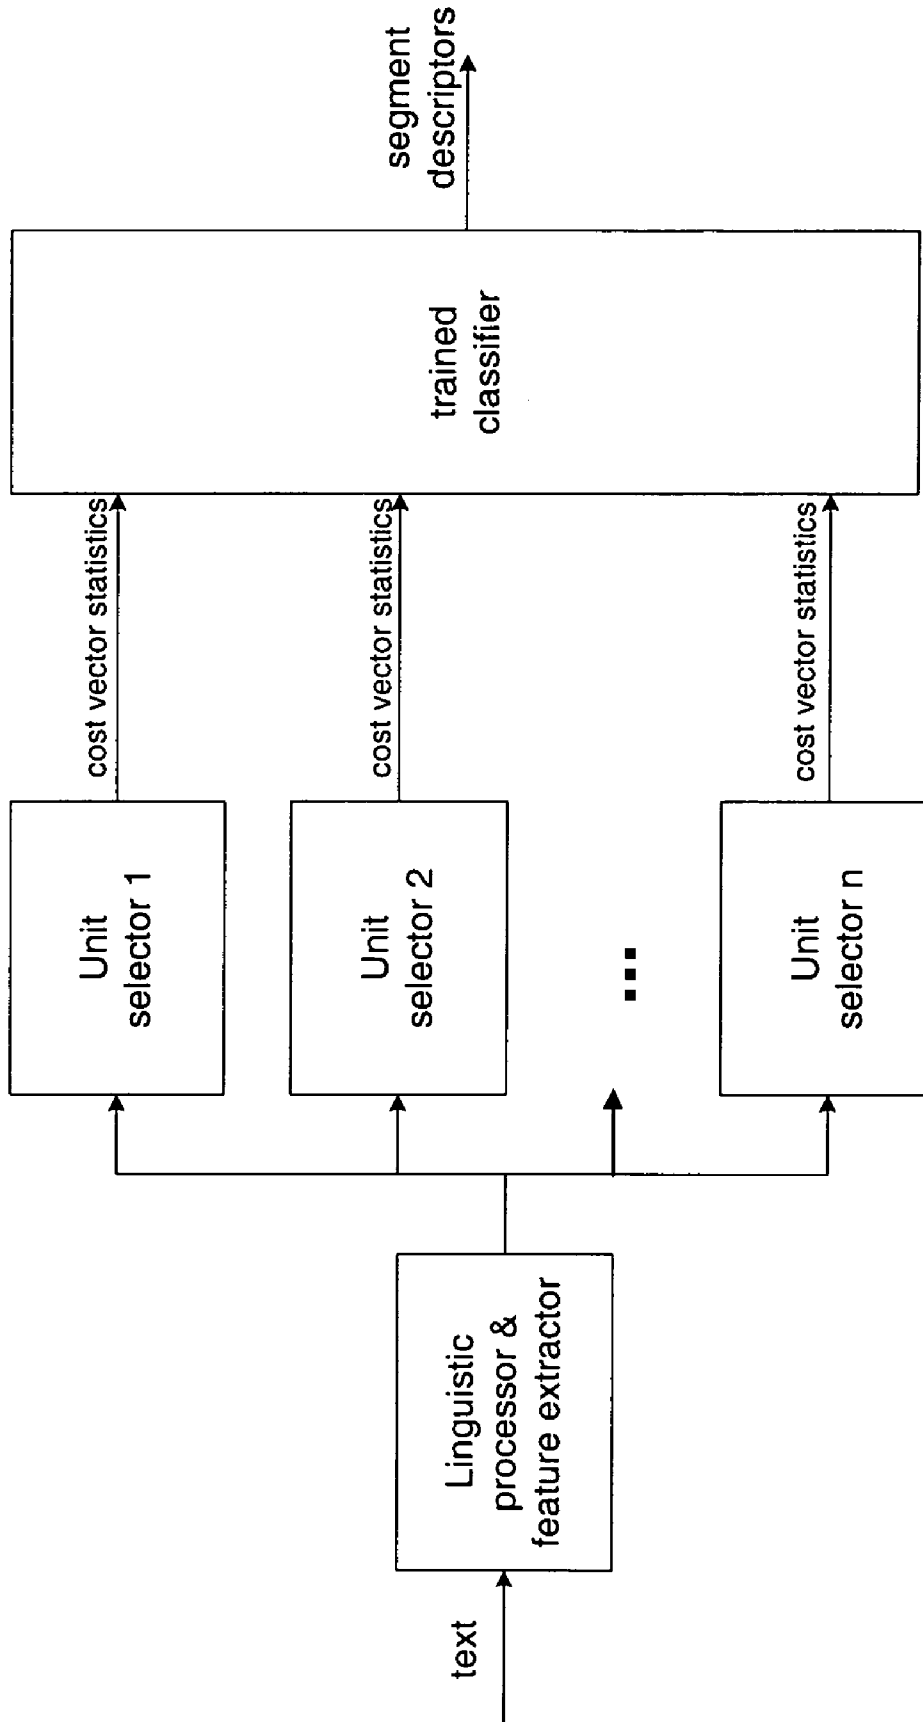 text
Linguistic
processor &
feature extractor
Unit
selector 1
Unit
selector 2
...
Unit
selector n
cost vector statistics
cost vector statistics
cost vector statistics
trained
classifier
segment
descriptors